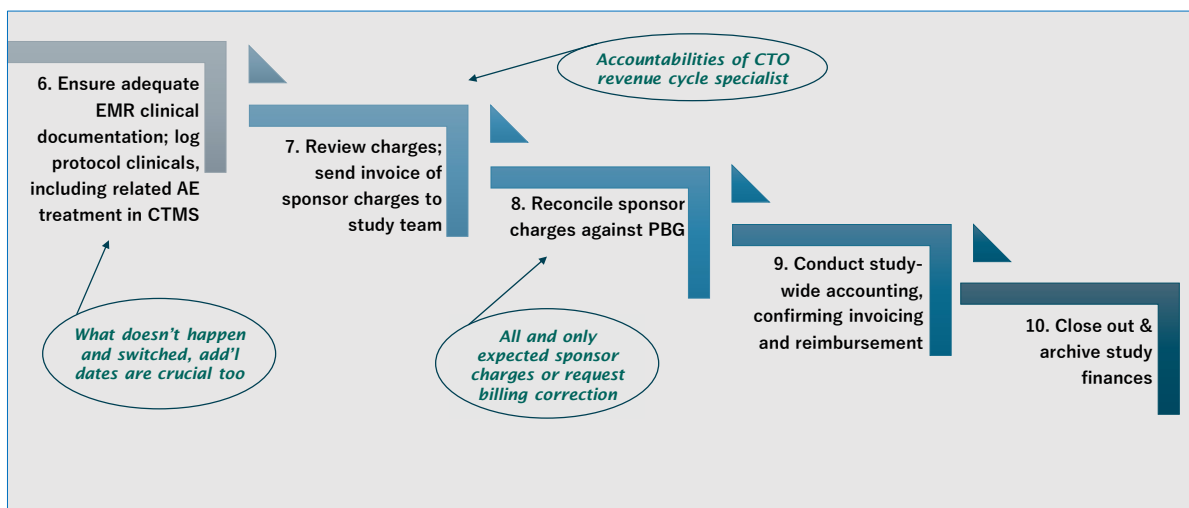 Accountabilities of CTO
revenue cycle specialist
6. Ensure adequate
EMR clinical
documentation; log
protocol clinicals,
including related AE
treatment in CTMS
What doesn't happen
and switched, add'l
dates are crucial too
7. Review charges;
send invoice of
sponsor charges to
study team
8. Reconcile sponsor
charges against PBG
All and only
expected sponsor
charges or request
billing correction
9. Conduct study-
wide accounting,
confirming invoicing
and reimbursement
10. Close out &
archive study
finances